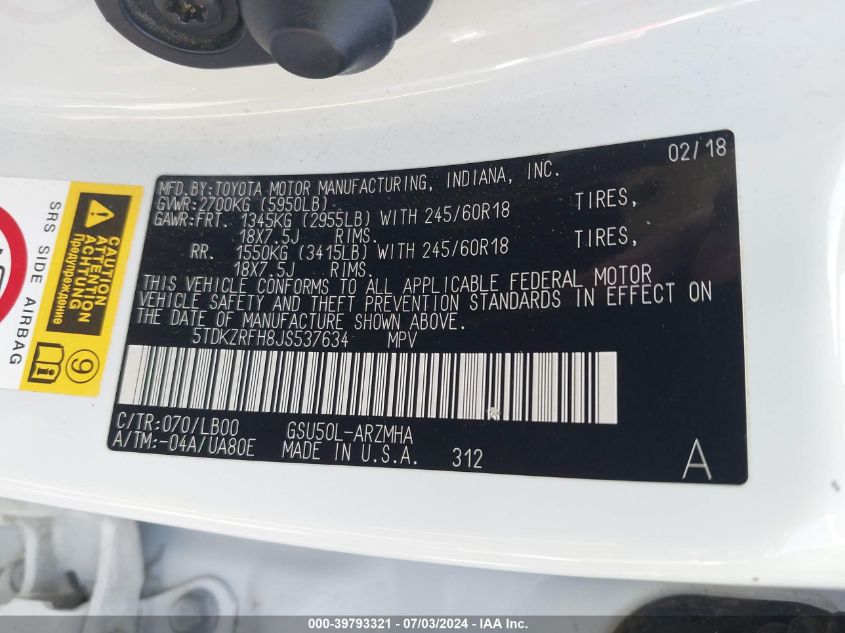 02/18
MFD.BY:TOYOTA MOTOR MANUFACTURING, INDIANA, INC.
GVWR:2700KG (5950LB)
GAWR:FRT. 1345KG (2955LB) WITH 245/60R18 TIRES,
18X7.5J RIMS.
RR. 1550KG (3415LB) WITH 245/60R18 TIRES,
18X7.5J RIMS.
THIS VEHICLE CONFORMS TO ALL APPLICABLE FEDERAL MOTOR
VEHICLE SAFETY AND THEFT PREVENTION STANDARDS IN EFFECT ON
THE DATE OF MANUFACTURE SHOWN ABOVE.
5TDKZRFH8JS537634 MPV
C/TR:070/LB00 GSU50L-ARZMHA
A/TM:-04A/UA80E MADE IN U.S.A. 312 A
SRS SIDE AIRBAG
CAUTION
ATTENTION
ACHTUNG
Предупреждение
9
000-39793321 - 07/03/2024 - IAA Inc.